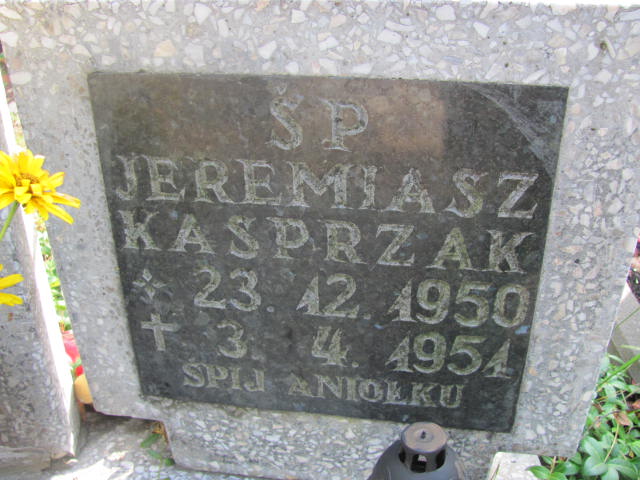 ŚP
JEREMIASZ
KASPRZAK
* 23. 12. 1950
† 3. 4. 1951
ŚPIJ ANIOŁKU